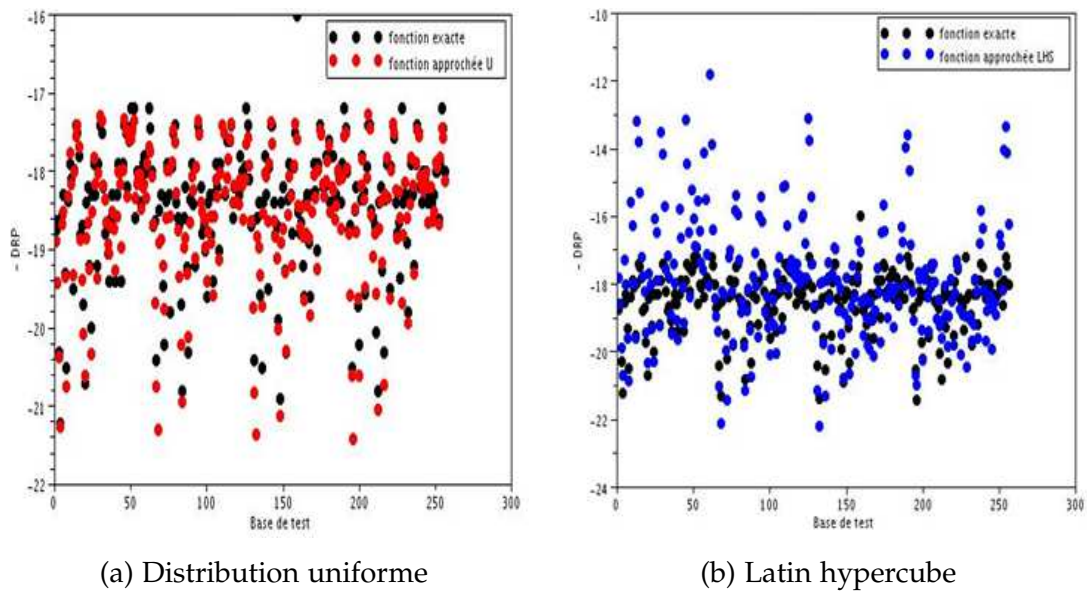 −16
−17
−18
−19
−20
−21
−22
− DRP
0 50 100 150 200 250 300
Base de test
fonction exacte
fonction approchée U
(a) Distribution uniforme
−10
−12
−14
−16
−18
−20
−22
−24
− DRP
0 50 100 150 200 250 300
Base de test
fonction exacte
fonction approchée LHS
(b) Latin hypercube